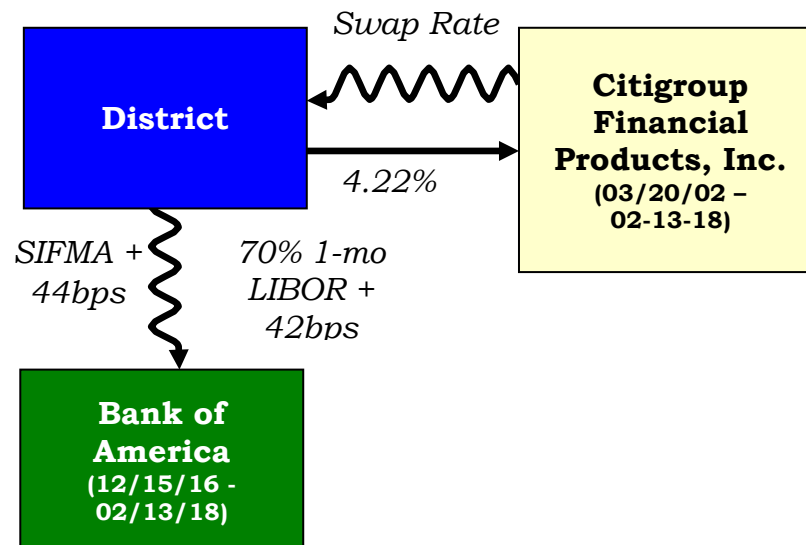 Swap Rate
District
Citigroup
Financial
Products, Inc.
(03/20/02 –
02-13-18)
4.22%
SIFMA +
44bps
70% 1-mo
LIBOR +
42bps
Bank of
America
(12/15/16 -
02/13/18)